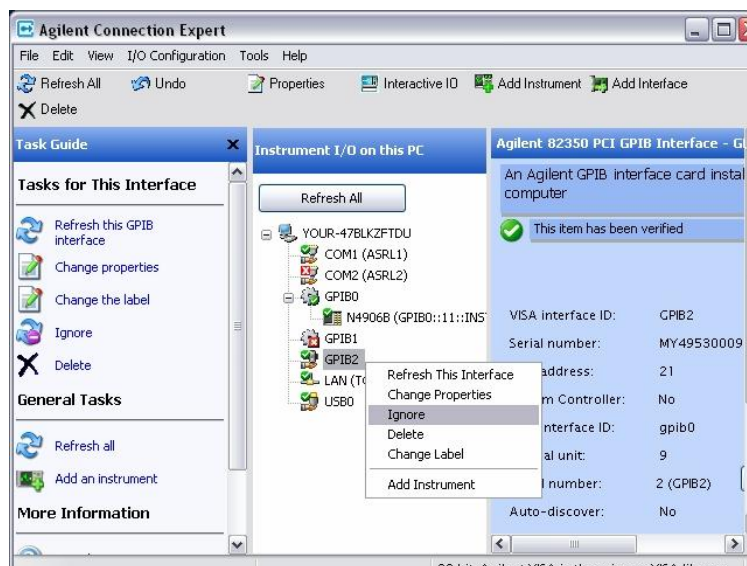 Agilent Connection Expert
File Edit View I/O Configuration Tools Help
Refresh All Undo Properties Interactive IO Add Instrument Add Interface
Delete
Task Guide
Tasks for This Interface
Refresh this GPIB
interface
Change properties
Change the label
Ignore
Delete
General Tasks
Refresh all
Add an instrument
More Information
Instrument I/O on this PC
Refresh All
YOUR-47BLKZFTDU
COM1 (ASRL1)
COM2 (ASRL2)
GPIB0
N4906B (GPIB0::11::INS
GPIB1
GPIB2
LAN (TC
USB0
Refresh This Interface
Change Properties
Ignore
Delete
Change Label
Add Instrument
Agilent 82350 PCI GPIB Interface - G
An Agilent GPIB interface card instal
computer
This item has been verified
VISA interface ID: GPIB2
Serial number: MY49530009
address: 21
m Controller: No
nterface ID: gpib0
al unit: 9
number: 2 (GPIB2)
Auto-discover: No